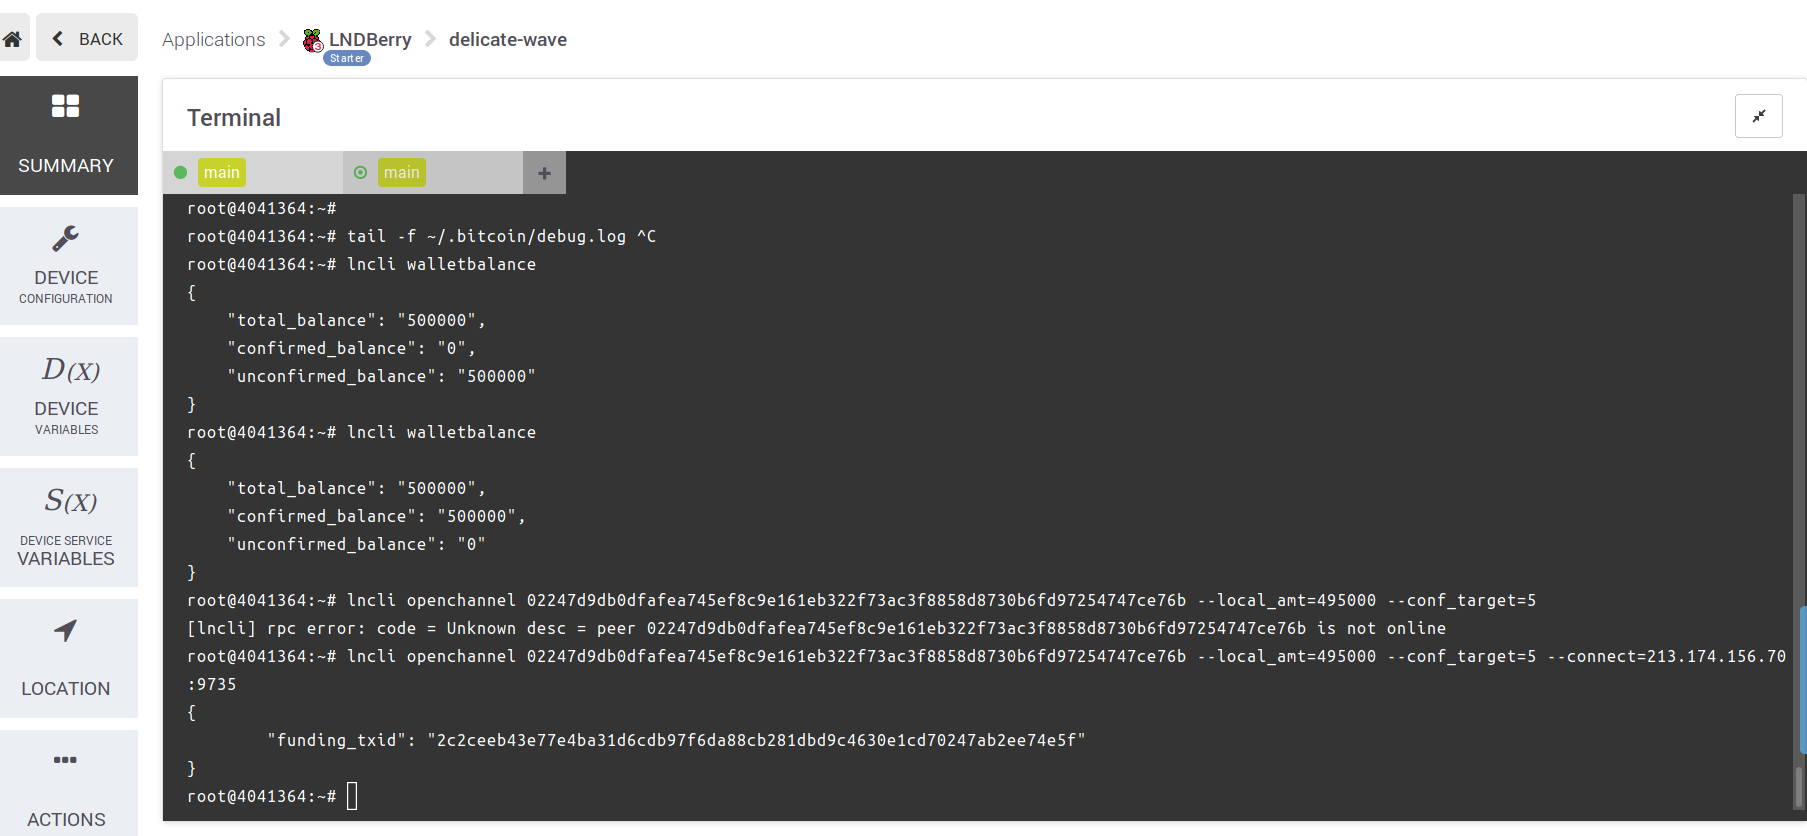 BACK
Applications
LNDBerry
delicate-wave
3
Starter
SUMMARY
DEVICE
CONFIGURATION
D(X)
DEVICE
VARIABLES
S(X)
DEVICE SERVICE
VARIABLES
LOCATION
ACTIONS
Terminal
main
main
+
root@4041364:~#
root@4041364:~# tail -f ~/.bitcoin/debug.log ^C
root@4041364:~# lncli walletbalance
{
"total_balance": "500000",
"confirmed_balance": "0",
"unconfirmed_balance": "500000"
}
root@4041364:~# lncli walletbalance
{
"total_balance": "500000",
"confirmed_balance": "500000",
"unconfirmed_balance": "0"
}
root@4041364:~# lncli openchannel 02247d9db0dfafea745ef8c9e161eb322f73ac3f8858d8730b6fd97254747ce76b --local_amt=495000 --conf_target=5
[lncli] rpc error: code = Unknown desc = peer 02247d9db0dfafea745ef8c9e161eb322f73ac3f8858d8730b6fd97254747ce76b is not online
root@4041364:~# lncli openchannel 02247d9db0dfafea745ef8c9e161eb322f73ac3f8858d8730b6fd97254747ce76b --local_amt=495000 --conf_target=5 --connect=213.174.156.70
:9735
{
"funding_txid": "2c2ceeb43e77e4ba31d6cdb97f6da88cb281dbd9c4630e1cd70247ab2ee74e5f"
}
root@4041364:~#